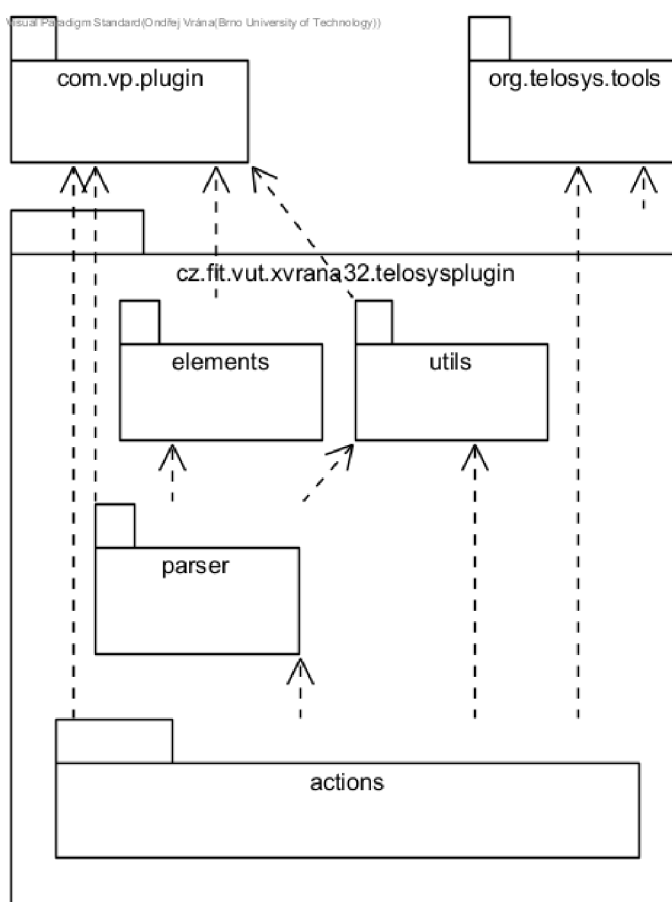 Visual Paradigm Standard(Ondřej Vrána(Brno University of Technology))
com.vp.plugin
org.telosys.tools
cz.fit.vut.xvrana32.telosysplugin
elements
utils
parser
actions